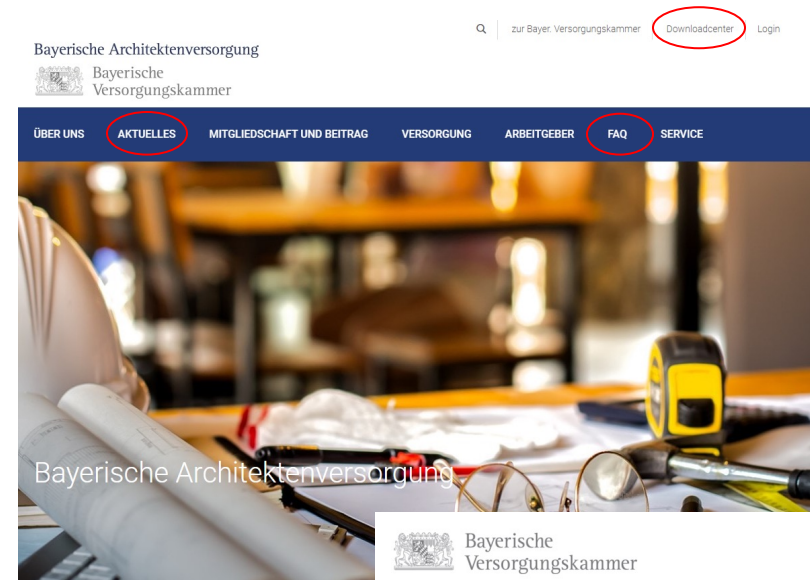 zur Bayer. Versorgungskammer Downloadcenter Login
Bayerische Architektenversorgung
Bayerische
Versorgungskammer
ÜBER UNS AKTUELLES MITGLIEDSCHAFT UND BEITRAG VERSORGUNG ARBEITGEBER FAQ SERVICE
Bayerische Architektenversorgung
Bayerische
Versorgungskammer